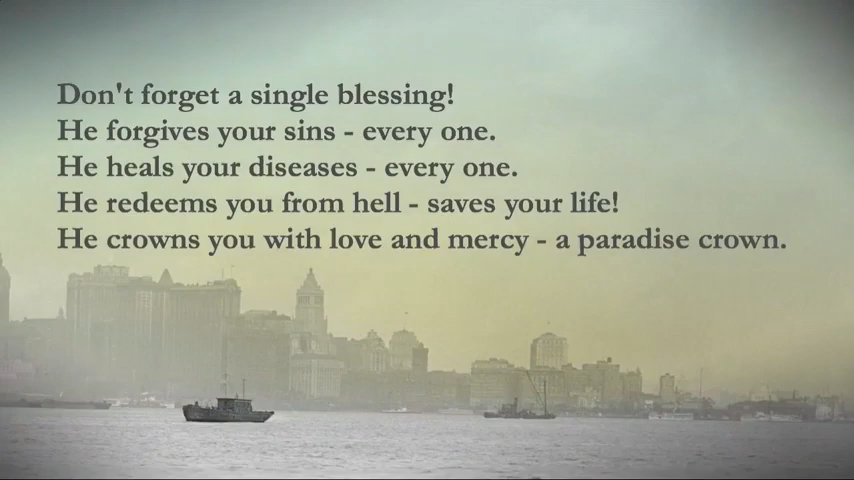 Don't forget a single blessing!
He forgives your sins - every one.
He heals your diseases - every one.
He redeems you from hell - saves your life!
He crowns you with love and mercy - a paradise crown.